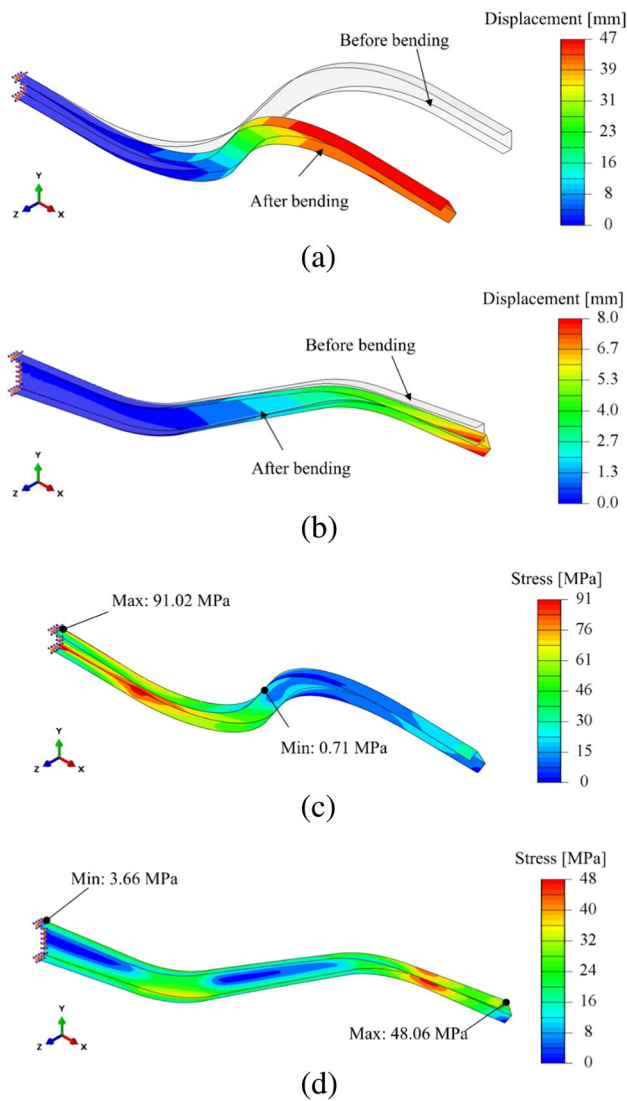 Displacement [mm]
Before bending
47
39
31
24
16
8
0
After bending
Y
Z
X
(a)
Displacement [mm]
Before bending
8.0
6.7
5.3
4.0
2.7
1.3
0.0
After bending
Y
Z
X
(b)
Stress [MPa]
Max: 91.02 MPa
91
76
61
46
30
15
0
Min: 0.71 MPa
Y
Z
X
(c)
Stress [MPa]
Min: 3.66 MPa
48
40
32
24
16
8
0
Max: 48.06 MPa
Y
Z
X
(d)